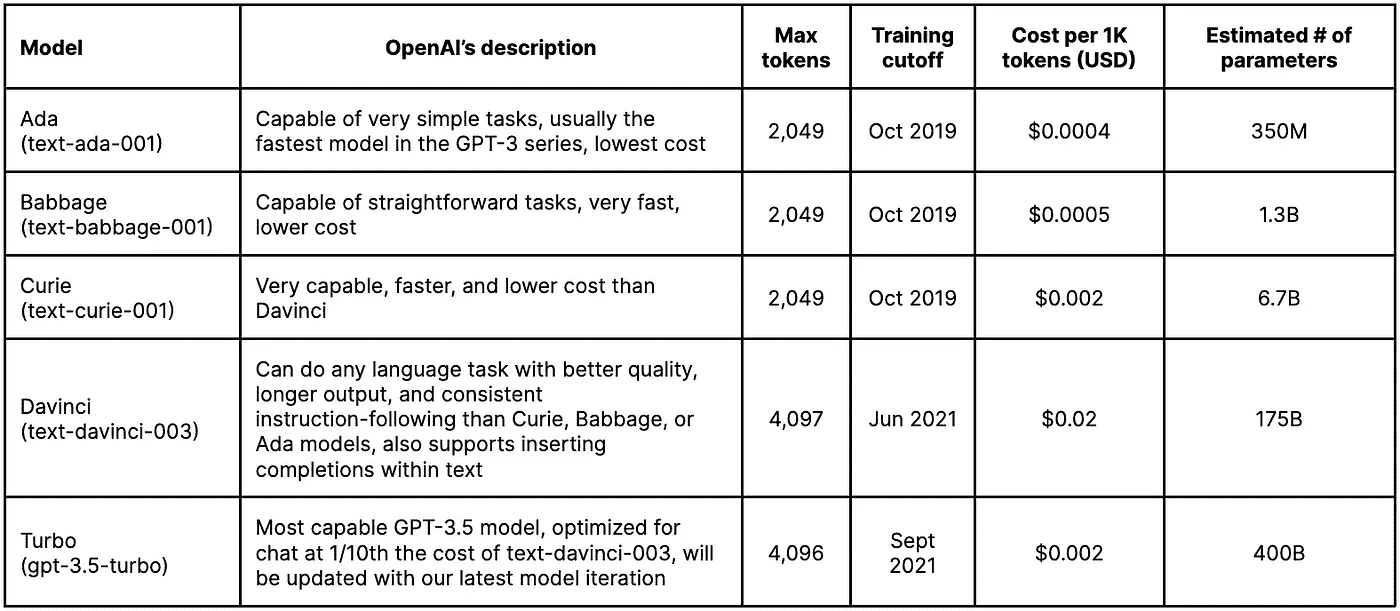 Model
OpenAI’s description
Max
tokens
Training
cutoff
Cost per 1K
tokens (USD)
Estimated # of
parameters
Ada
(text-ada-001)
Capable of very simple tasks, usually the
fastest model in the GPT-3 series, lowest cost
2,049
Oct 2019
$0.0004
350M
Babbage
(text-babbage-001)
Capable of straightforward tasks, very fast,
lower cost
2,049
Oct 2019
$0.0005
1.3B
Curie
(text-curie-001)
Very capable, faster, and lower cost than
Davinci
2,049
Oct 2019
$0.002
6.7B
Davinci
(text-davinci-003)
Can do any language task with better quality,
longer output, and consistent
instruction-following than Curie, Babbage, or
Ada models, also supports inserting
completions within text
4,097
Jun 2021
$0.02
175B
Turbo
(gpt-3.5-turbo)
Most capable GPT-3.5 model, optimized for
chat at 1/10th the cost of text-davinci-003, will
be updated with our latest model iteration
4,096
Sept
2021
$0.002
400B